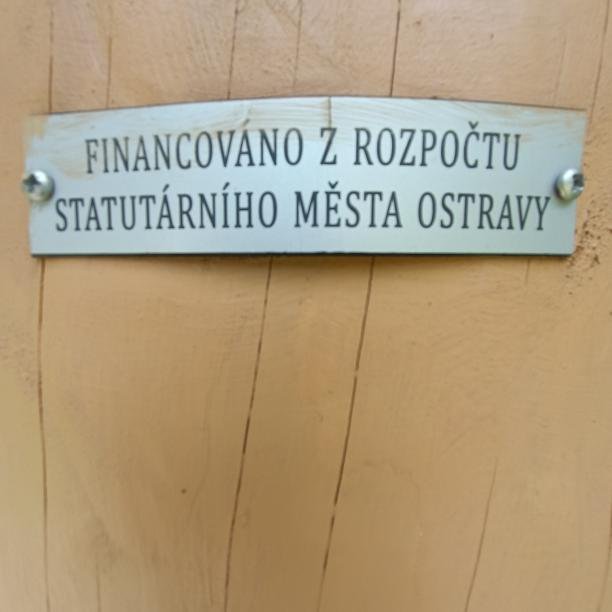 FINANCOVÁNO Z ROZPOČTU
STATUTÁRNÍHO MĚSTA OSTRAVY